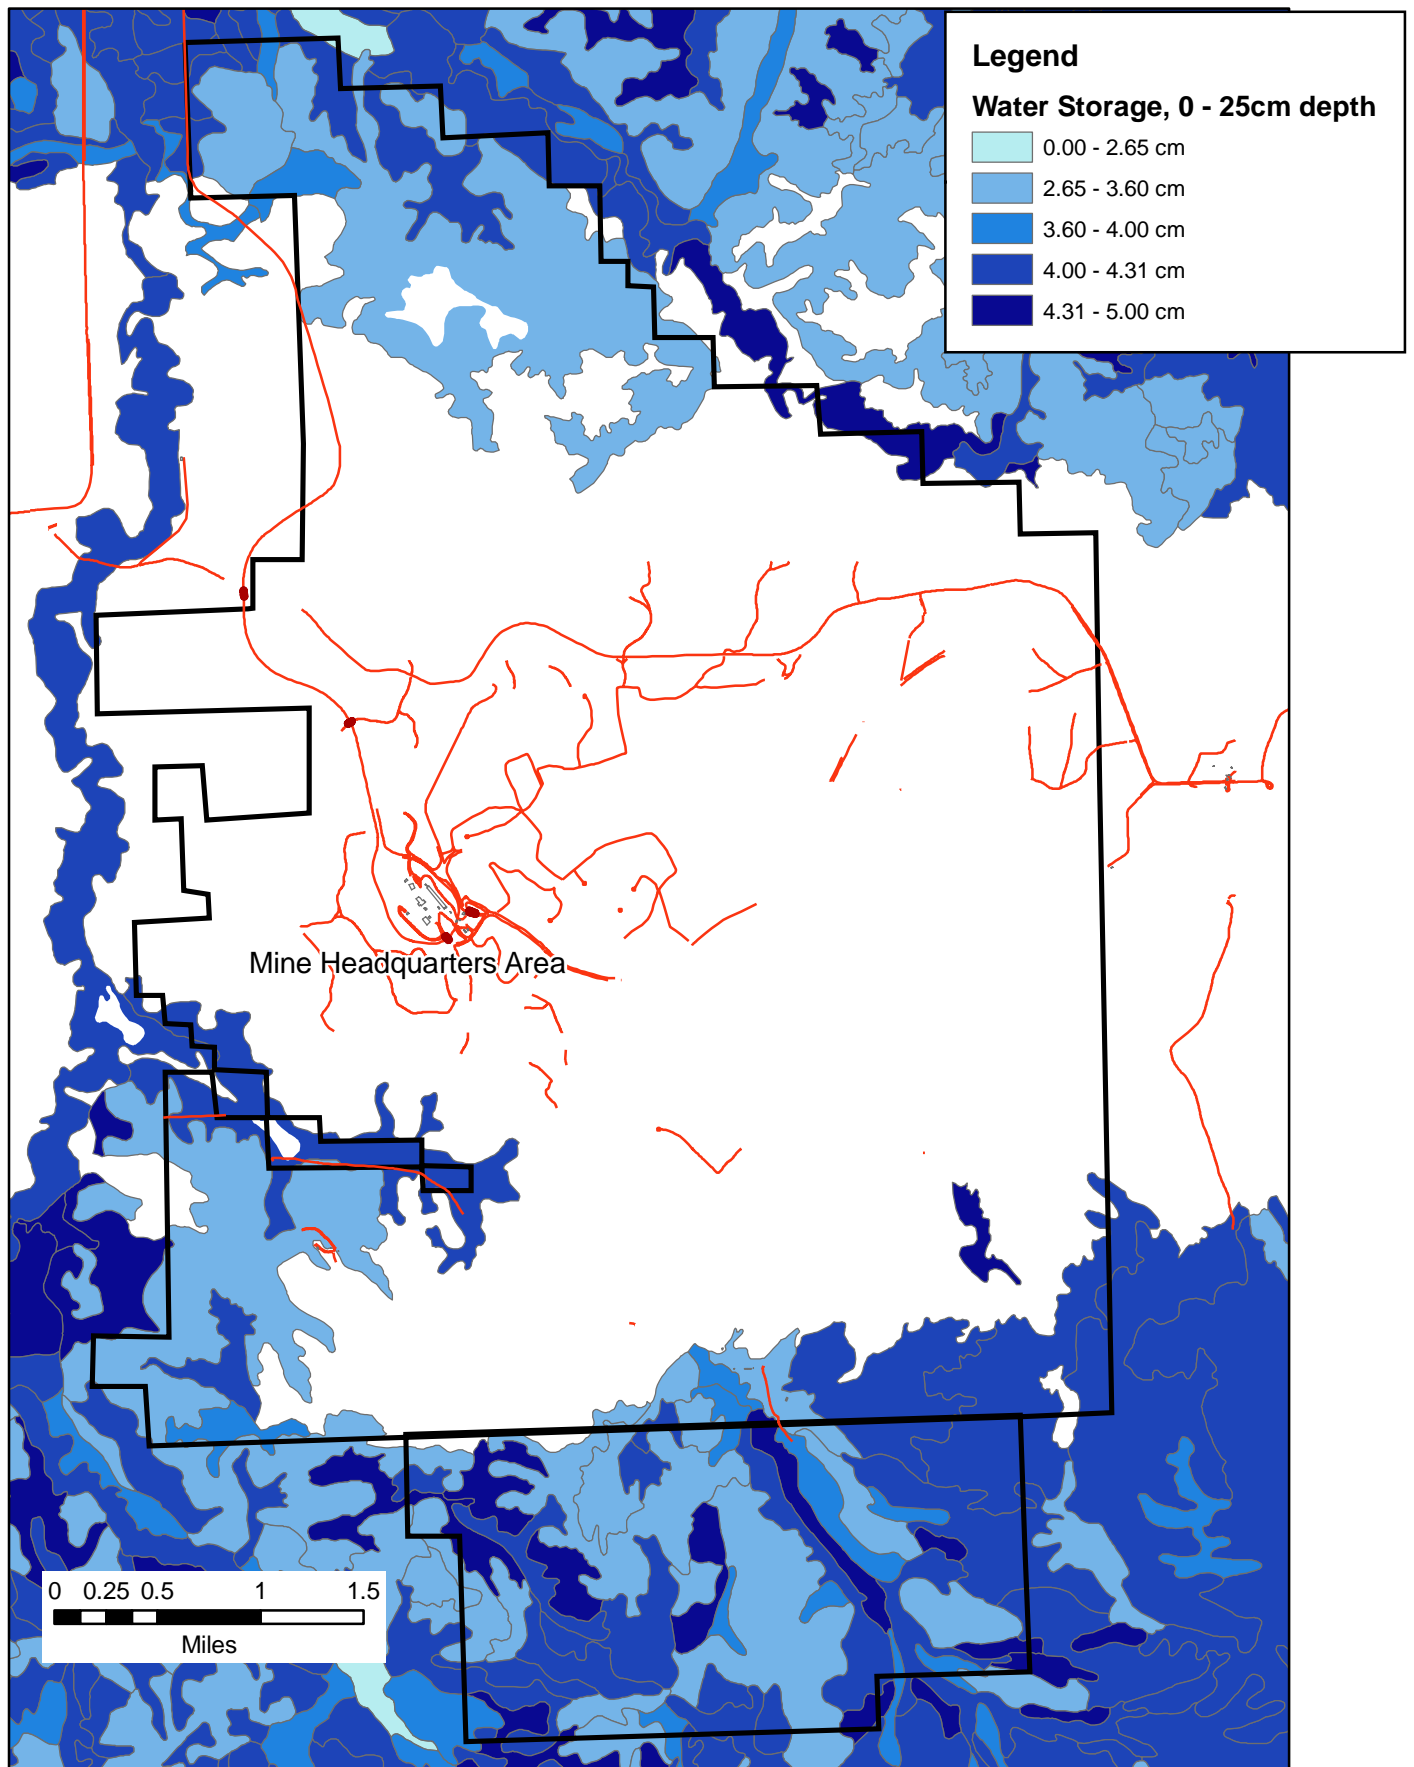 Legend
Water Storage, 0 - 25cm depth
0.00 - 2.65 cm
2.65 - 3.60 cm
3.60 - 4.00 cm
4.00 - 4.31 cm
4.31 - 5.00 cm
Mine Headquarters Area
0 0.25 0.5 1 1.5
Miles